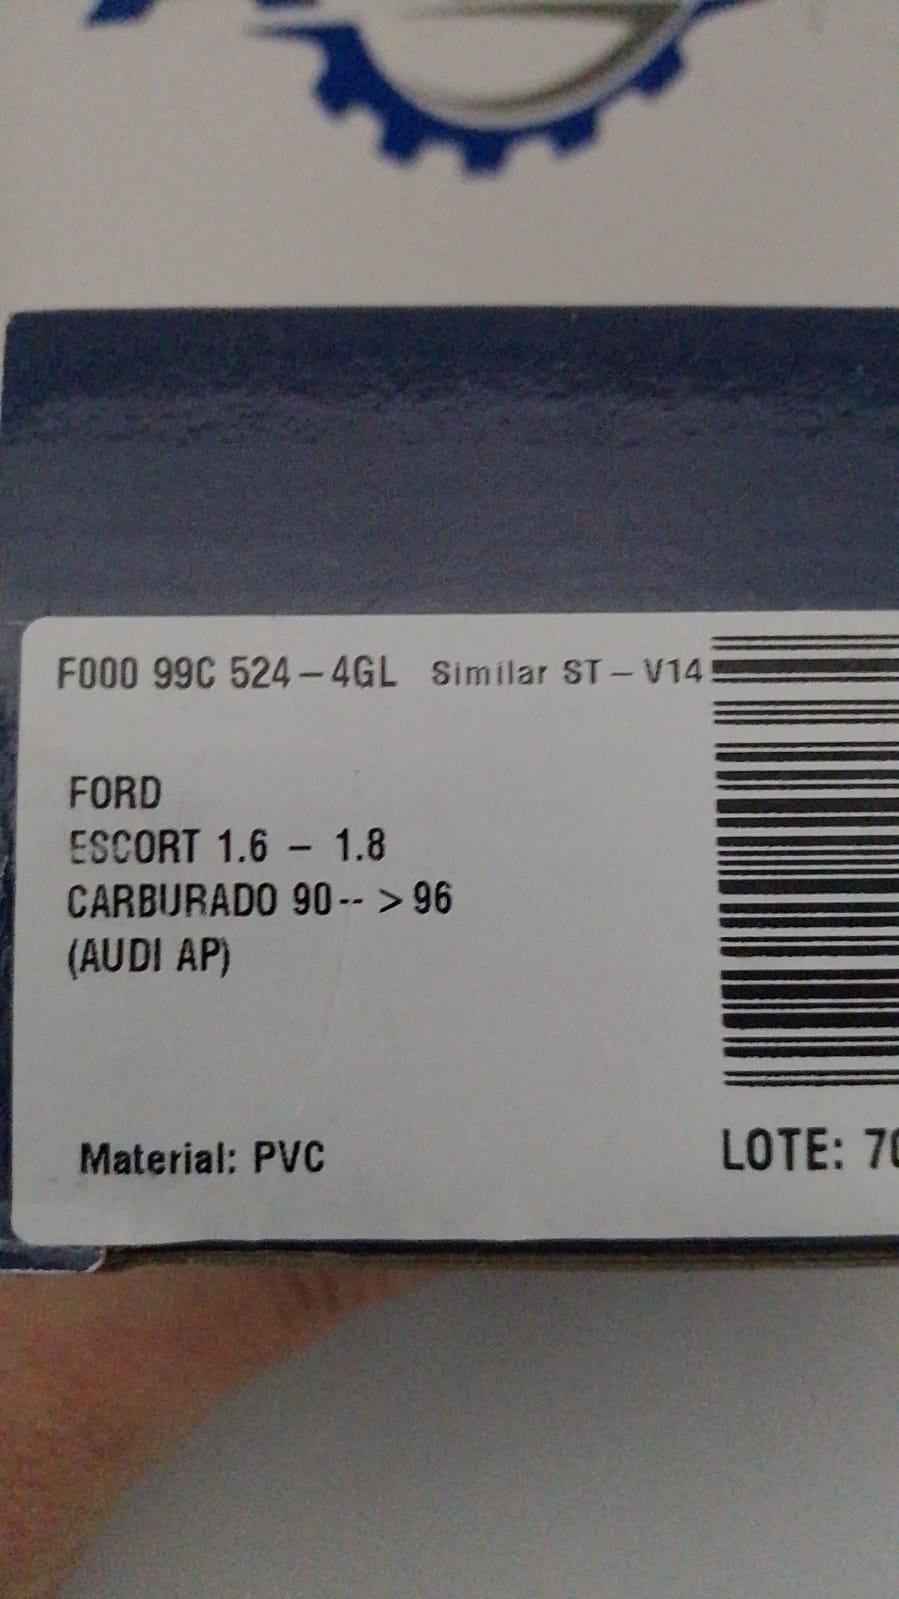 F000 99C 524-4GL Similar ST-V14
FORD
ESCORT 1.6 - 1.8
CARBURADO 90-- > 96
(AUDI AP)
Material: PVC
LOTE: 70